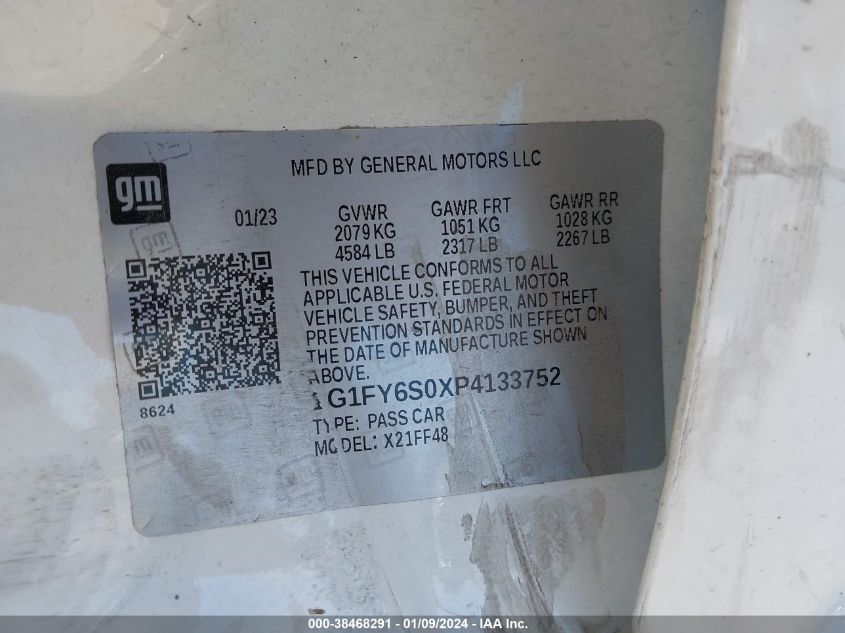 gm
MFD BY GENERAL MOTORS LLC
01/23
GVWR
2079 KG
4584 LB
GAWR FRT
1051 KG
2317 LB
GAWR RR
1028 KG
2267 LB
THIS VEHICLE CONFORMS TO ALL
APPLICABLE U.S. FEDERAL MOTOR
VEHICLE SAFETY, BUMPER, AND THEFT
PREVENTION STANDARDS IN EFFECT ON
THE DATE OF MANUFACTURE SHOWN
ABOVE.
1G1FY6S0XP4133752
TYPE: PASS CAR
MODEL: X21FF48
8624
000-38468291 - 01/09/2024 - IAA Inc.